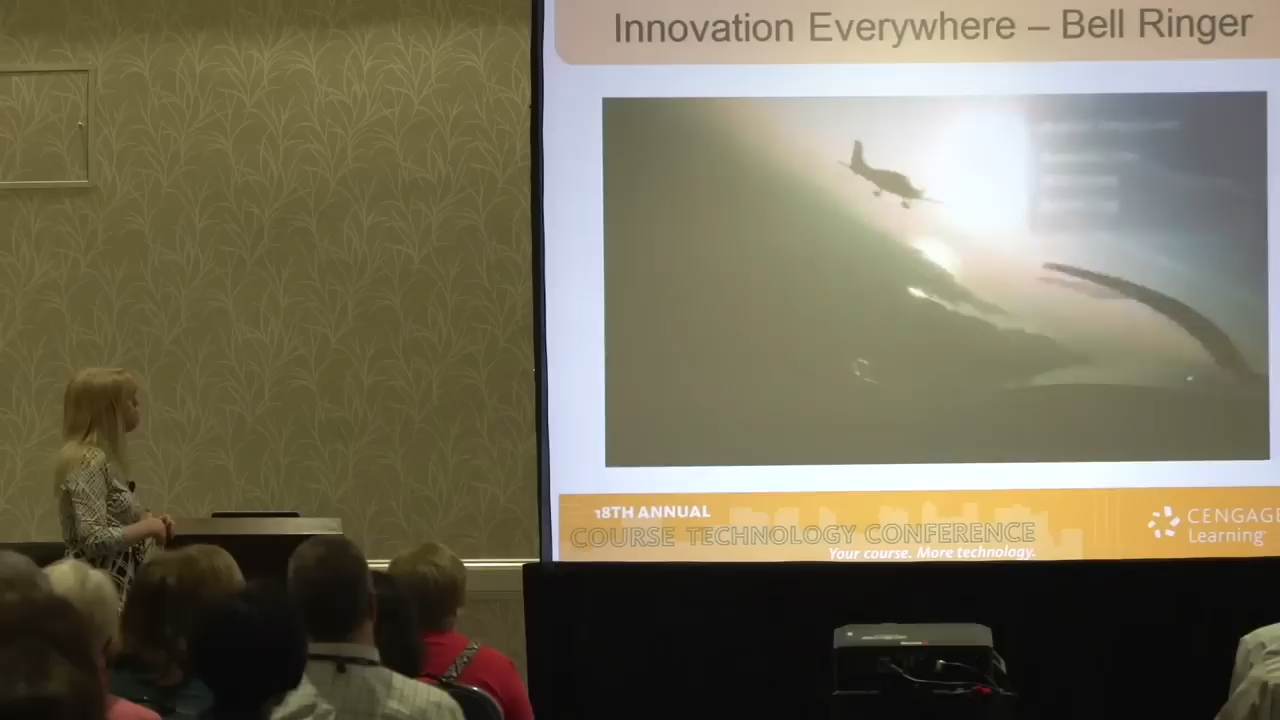 Innovation Everywhere – Bell Ringer
18TH ANNUAL
COURSE TECHNOLOGY CONFERENCE
Your course. More technology.
CENGAGE
Learning